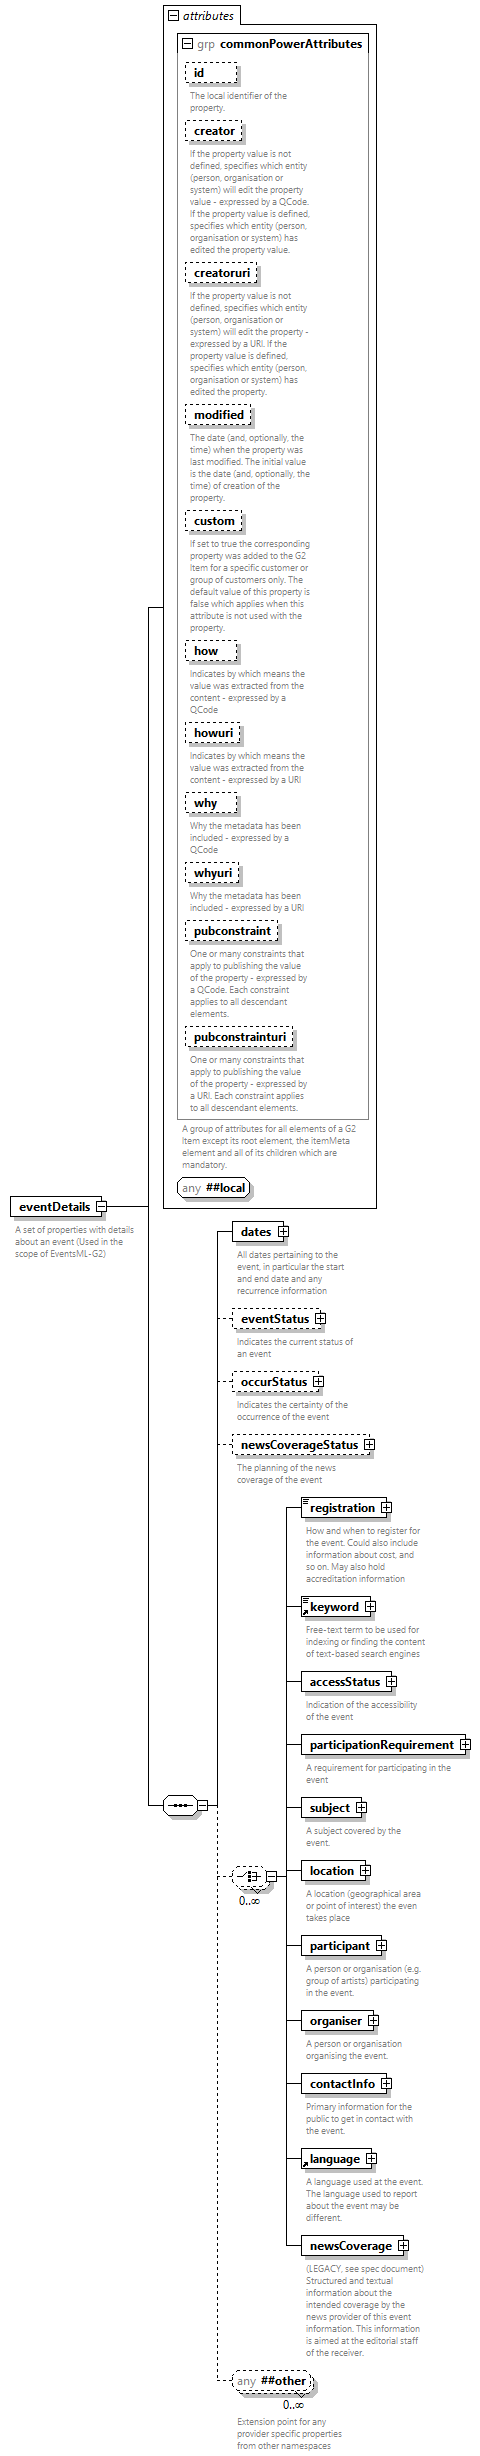 attributes
grp commonPowerAttributes
id
The local identifier of the
property.
creator
If the property value is not
defined, specifies which entity
(person, organisation or
system) will edit the property
value - expressed by a QCode.
If the property value is defined,
specifies which entity (person,
organisation or system) has
edited the property value.
creatoruri
If the property value is not
defined, specifies which entity
(person, organisation or
system) will edit the property -
expressed by a URI. If the
property value is defined,
specifies which entity (person,
organisation or system) has
edited the property.
modified
The date (and, optionally, the
time) when the property was
last modified. The initial value
is the date (and, optionally, the
time) of creation of the
property.
custom
If set to true the corresponding
property was added to the G2
Item for a specific customer or
group of customers only. The
default value of this property is
false which applies when this
attribute is not used with the
property.
how
Indicates by which means the
value was extracted from the
content - expressed by a
QCode
howuri
Indicates by which means the
value was extracted from the
content - expressed by a URI
why
Why the metadata has been
included - expressed by a
QCode
whyuri
Why the metadata has been
included - expressed by a URI
pubconstraint
One or many constraints that
apply to publishing the value
of the property - expressed by
a QCode. Each constraint
applies to all descendant
elements.
pubconstrainturi
One or many constraints that
apply to publishing the value
of the property - expressed by
a URI. Each constraint applies
to all descendant elements.
A group of attributes for all elements of a G2
Item except its root element, the itemMeta
element and all of its children which are
mandatory.
any ##local
eventDetails
A set of properties with details
about an event (Used in the
scope of EventsML-G2)
dates
All dates pertaining to the
event, in particular the start
and end date and any
recurrence information
eventStatus
Indicates the current status of
an event
occurStatus
Indicates the certainty of the
occurrence of the event
newsCoverageStatus
The planning of the news
coverage of the event
registration
How and when to register for
the event. Could also include
information about cost, and
so on. May also hold
accreditation information
keyword
Free-text term to be used for
indexing or finding the content
of text-based search engines
accessStatus
Indication of the accessibility
of the event
participationRequirement
A requirement for participating in the
event
subject
A subject covered by the
event.
0..∞
location
A location (geographical area
or point of interest) the even
takes place
participant
A person or organisation (e.g.
group of artists) participating
in the event.
organiser
A person or organisation
organising the event.
contactInfo
Primary information for the
public to get in contact with
the event.
language
A language used at the event.
The language used to report
about the event may be
different.
newsCoverage
(LEGACY, see spec document)
Structured and textual
information about the
intended coverage by the
news provider of this event
information. This information
is aimed at the editorial staff
of the receiver.
any ##other
0..∞
Extension point for any
provider specific properties
from other namespaces